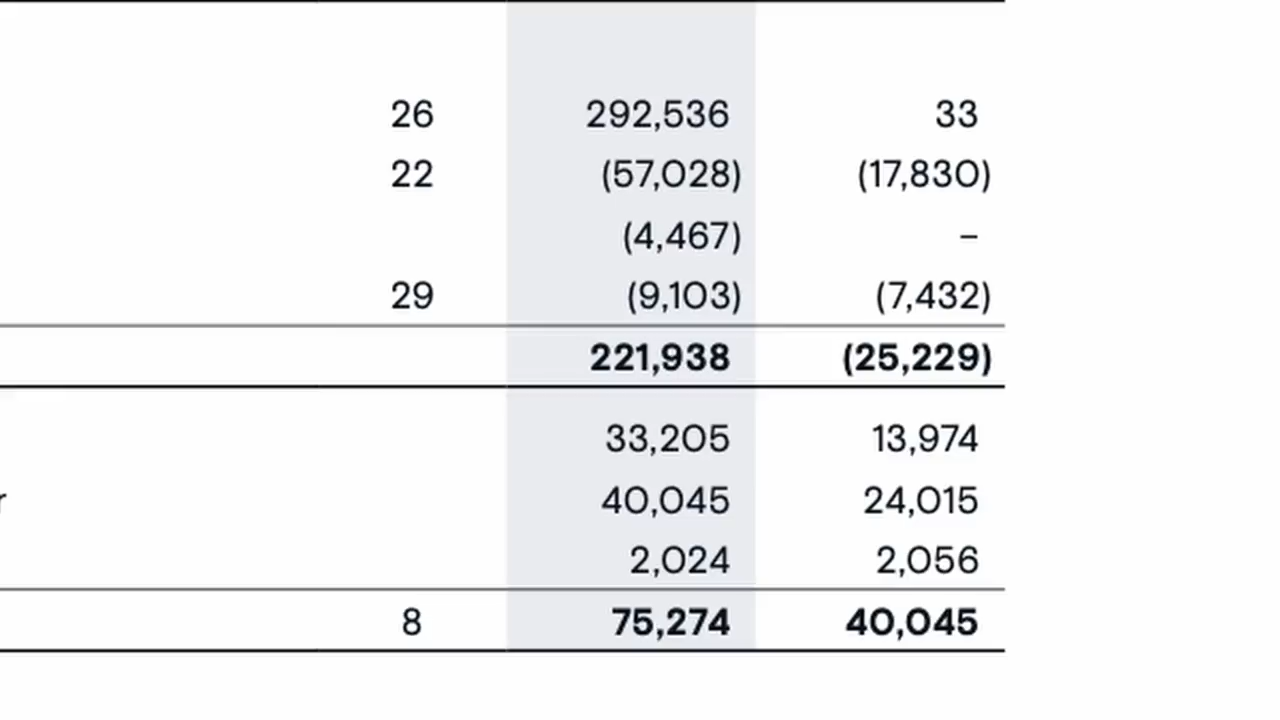 26 292,536 33
22 (57,028) (17,830)
(4,467) –
29 (9,103) (7,432)
221,938 (25,229)
33,205 13,974
r 40,045 24,015
2,024 2,056
8 75,274 40,045